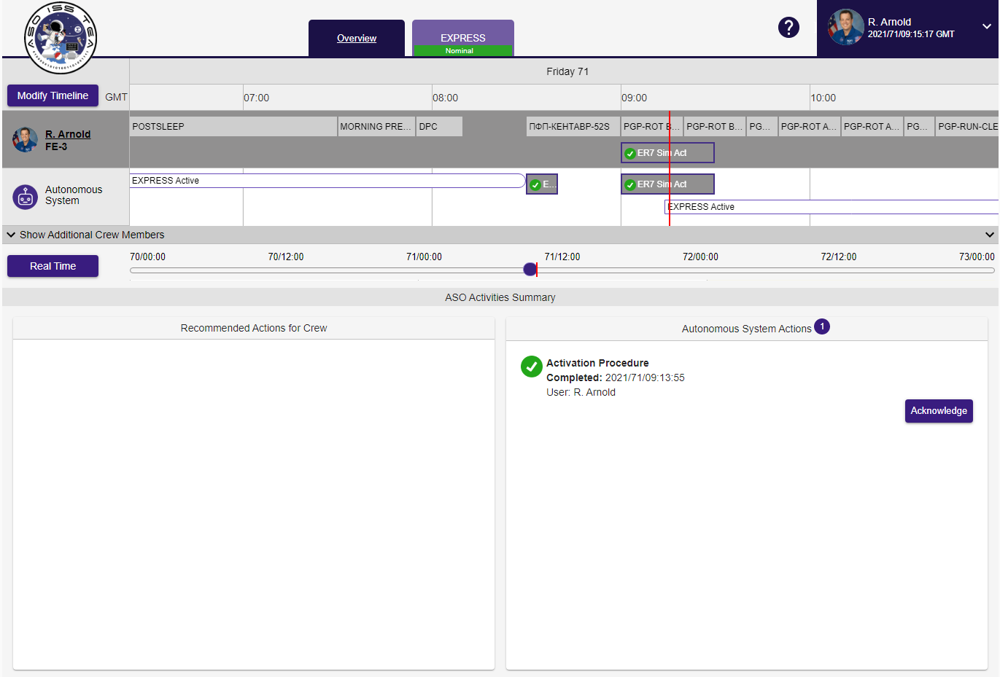 ASO ISS TEA
Overview
EXPRESS
Nominal
?
R. Arnold
2021/71/09:15:17 GMT
Friday 71
Modify Timeline
GMT
07:00
08:00
09:00
10:00
R. Arnold
FE-3
POSTSLEEP
MORNING PRE...
DPC
ПФП-КЕНТАВР-52S
PGP-ROT B...
PGP-ROT B...
PG...
PGP-ROT A...
PGP-ROT A...
PG...
PGP-RUN-CLE
ER7 Sim Act
Autonomous
System
EXPRESS Active
E...
ER7 Sim Act
EXPRESS Active
Show Additional Crew Members
Real Time
70/00:00
70/12:00
71/00:00
71/12:00
72/00:00
72/12:00
73/00:00
ASO Activities Summary
Recommended Actions for Crew
Autonomous System Actions 1
Activation Procedure
Completed: 2021/71/09:13:55
User: R. Arnold
Acknowledge